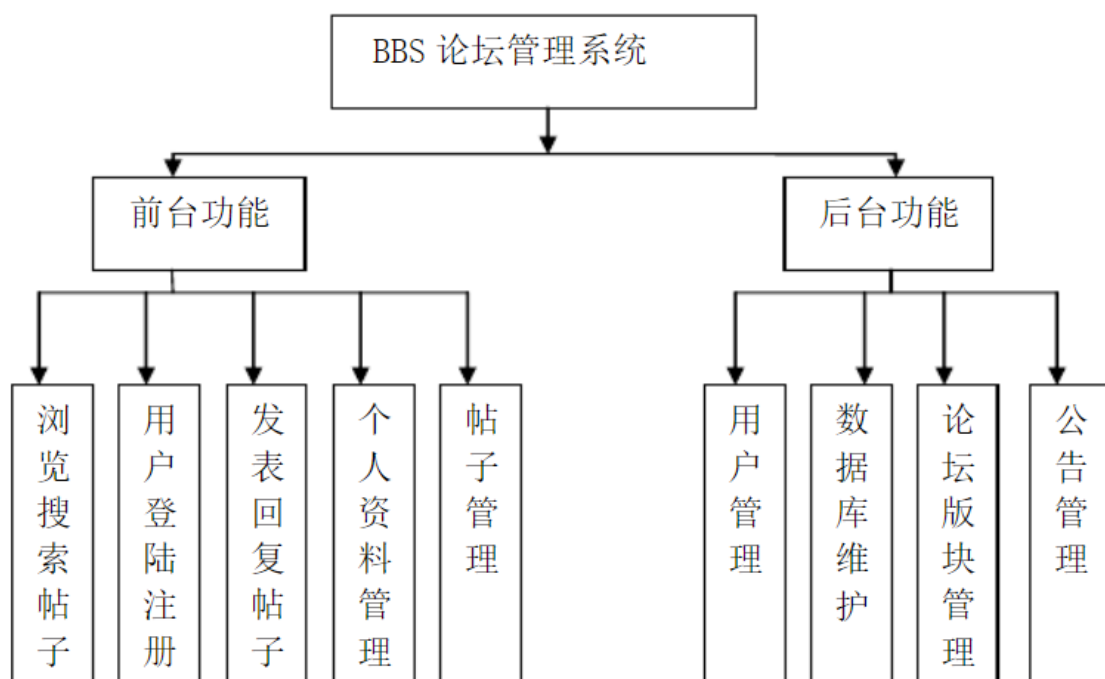 BBS 论坛管理系统
前台功能
后台功能
浏览搜索帖子
用户登陆注册
发表回复帖子
个人资料管理
帖子管理
用户管理
数据库维护
论坛版块管理
公告管理